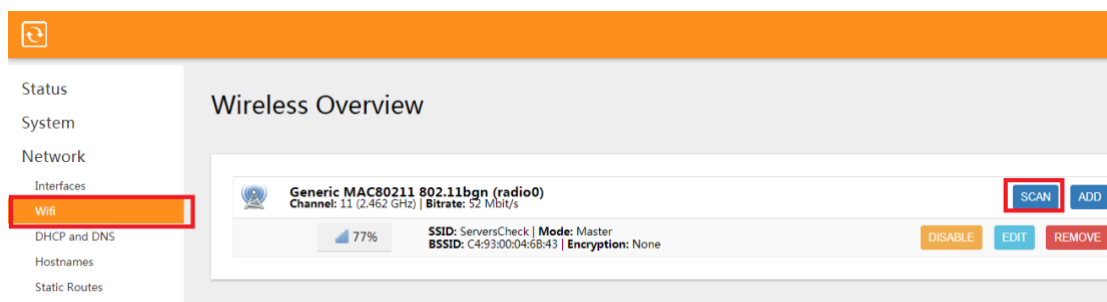 Status
System
Network
Interfaces
Wifi
DHCP and DNS
Hostnames
Static Routes
Wireless Overview
Generic MAC80211 802.11bgn (radio0)
Channel: 11 (2.462 GHz) | Bitrate: 52 Mbit/s
SCAN ADD
77%
SSID: ServersCheck | Mode: Master
BSSID: C4:93:00:04:6B:43 | Encryption: None
DISABLE EDIT REMOVE